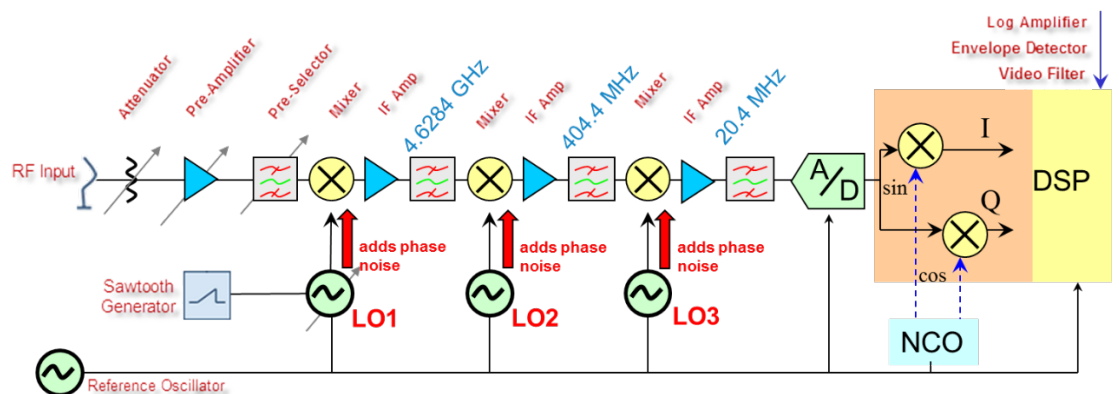 Log Amplifier
Envelope Detector
Video Filter
Attenuator
Pre-Amplifier
Pre-Selector
Mixer
IF Amp
4.6284 GHz
Mixer
IF Amp
404.4 MHz
Mixer
IF Amp
20.4 MHz
RF Input
A/D
sin
I
Q
DSP
adds phase
noise
adds phase
noise
adds phase
noise
cos
Sawtooth
Generator
LO1
LO2
LO3
NCO
Reference Oscillator